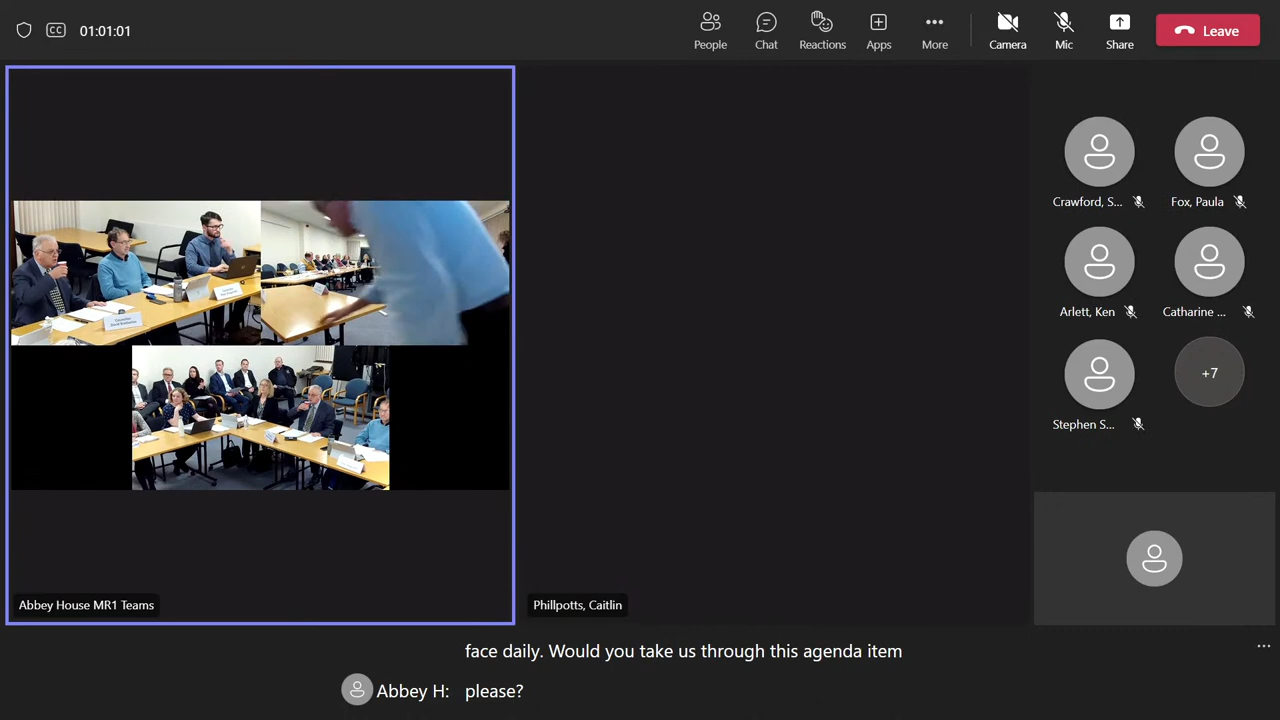 CC 01:01:01
People Chat Reactions Apps More Camera Mic Share Leave
Crawford, S... Fox, Paula
Arlett, Ken Catharine ...
+7
Stephen S...
Abbey House MR1 Teams Phillpotts, Caitlin
face daily. Would you take us through this agenda item
Abbey H: please?